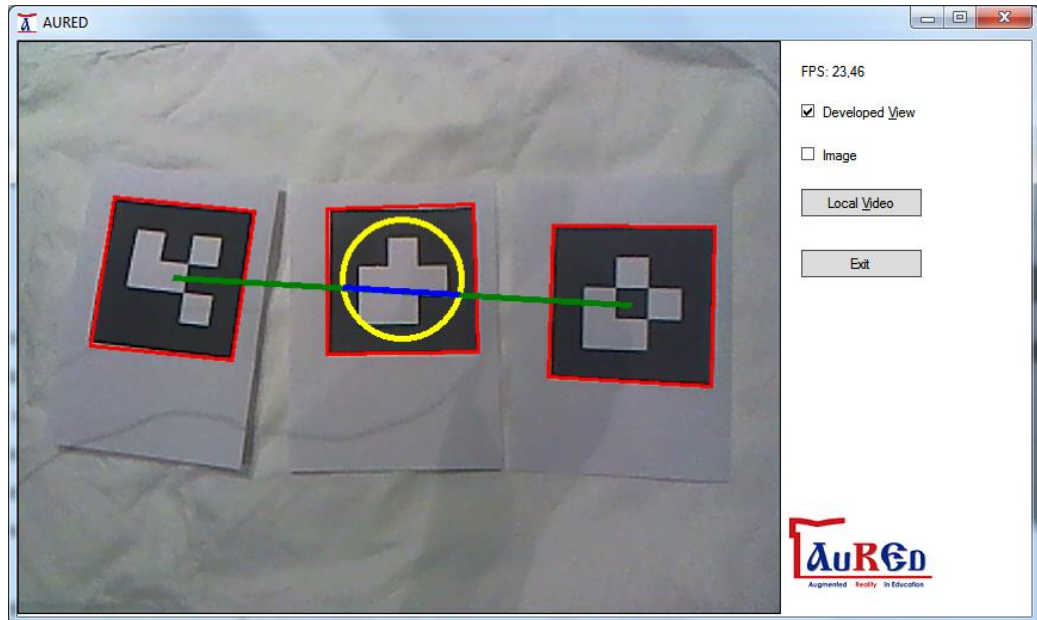 AURED
FPS: 23,46
Developed View
Image
Local Video
Exit
AuREd
Augmented Reality in Education